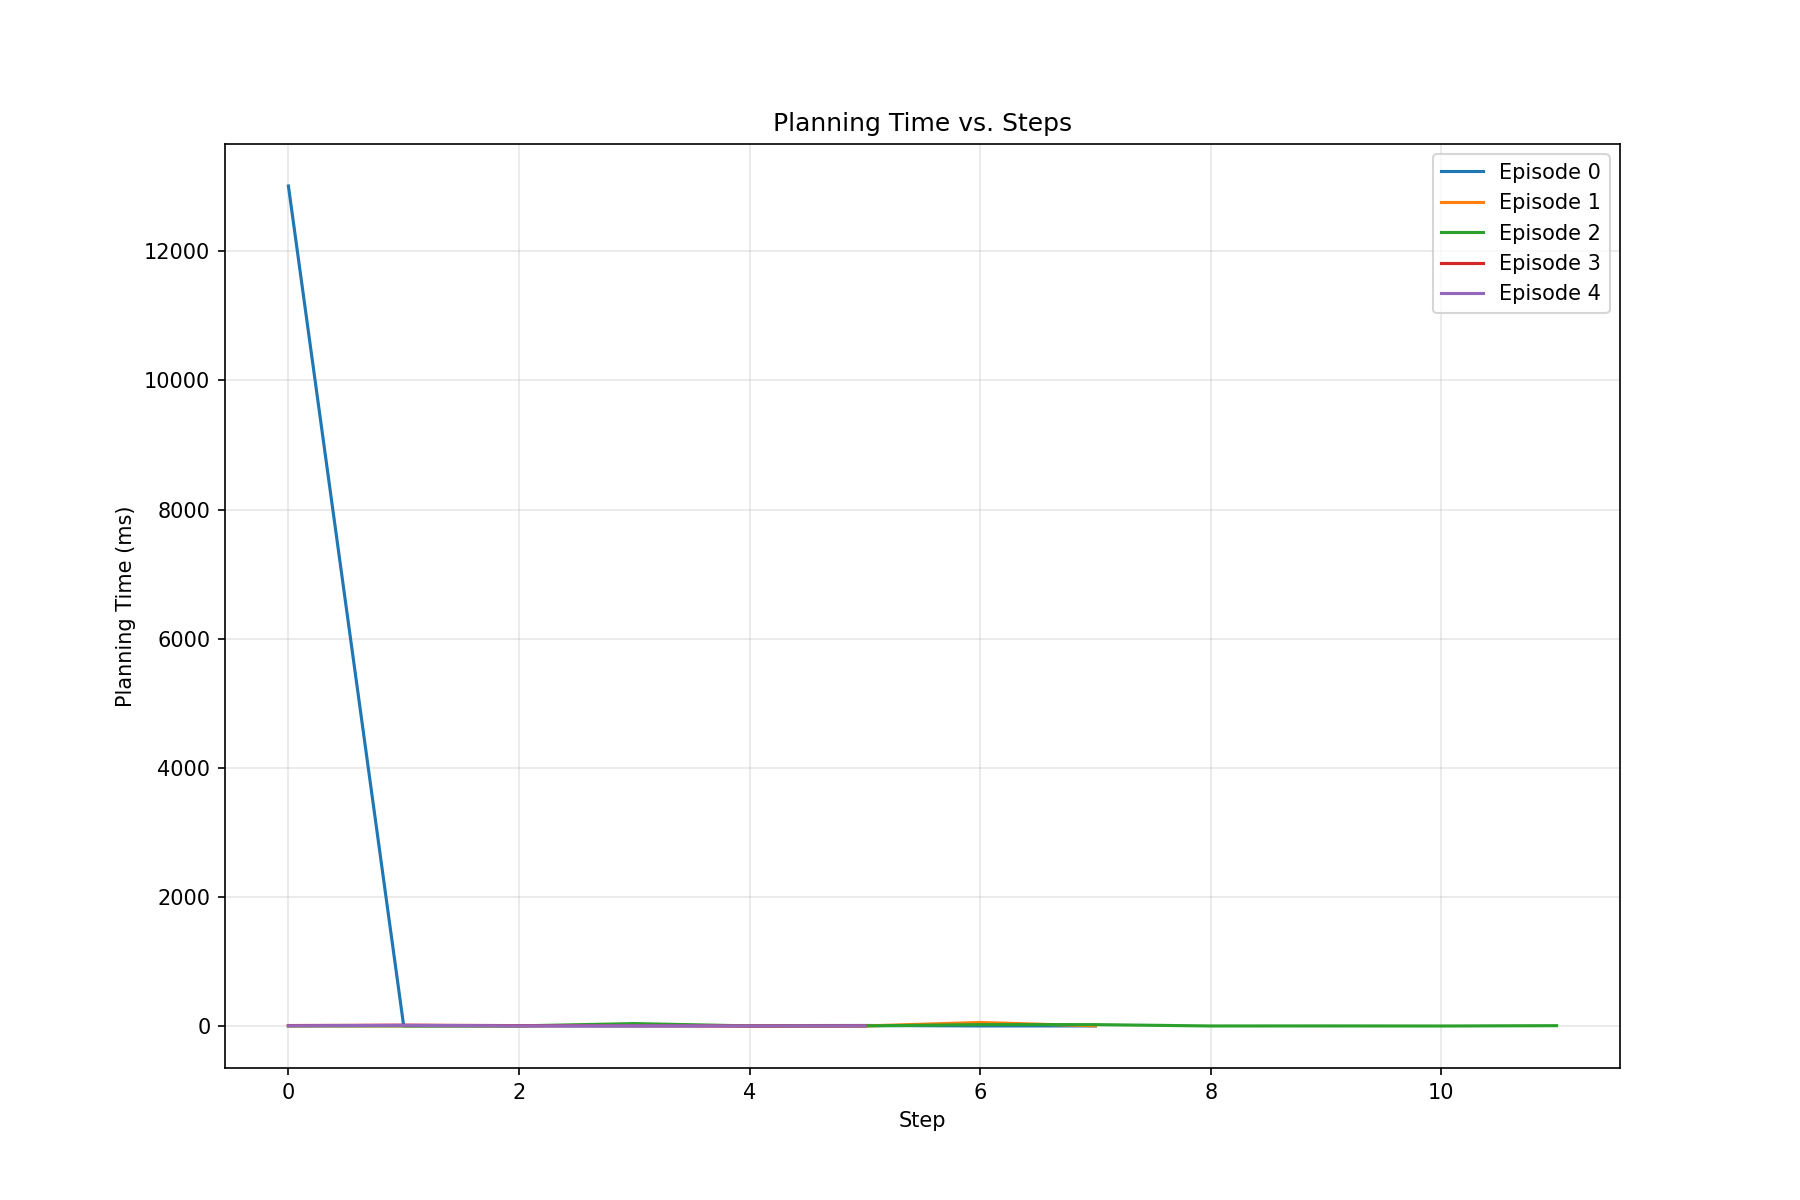 Planning Time vs. Steps
Episode 0
Episode 1
Episode 2
Episode 3
Episode 4
12000
10000
8000
6000
4000
2000
0
Planning Time (ms)
0 2 4 6 8 10
Step